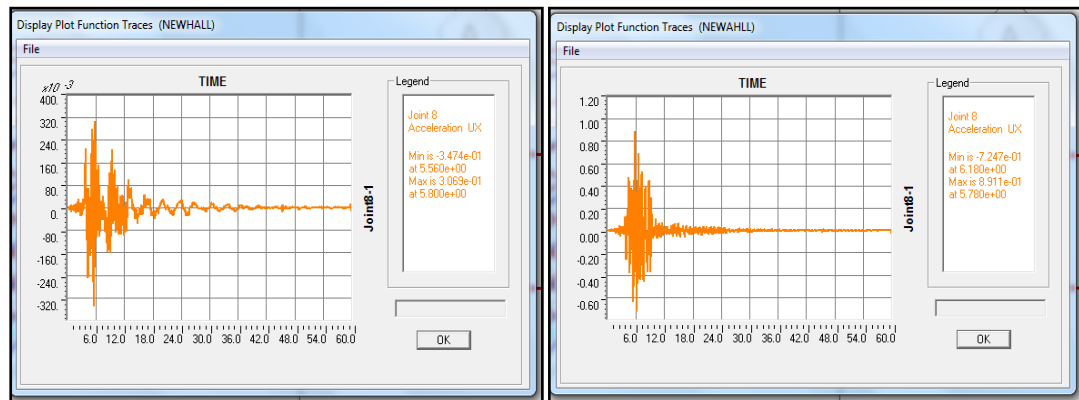 Display Plot Function Traces (NEWHALL)
File
TIME
x10 -3
400.
320.
240.
160.
80.
0.
-80.
-160.
-240.
-320.
6.0 12.0 18.0 24.0 30.0 36.0 42.0 48.0 54.0 60.0
Joint8-1
Legend
Joint 8
Acceleration UX
Min is -3.474e-01
at 5.560e+00
Max is 3.069e-01
at 5.800e+00
OK
Display Plot Function Traces (NEWAHLL)
File
TIME
1.20
1.00
0.80
0.60
0.40
0.20
0.00
-0.20
-0.40
-0.60
6.0 12.0 18.0 24.0 30.0 36.0 42.0 48.0 54.0 60.0
Joint8-1
Legend
Joint 8
Acceleration UX
Min is -7.247e-01
at 6.180e+00
Max is 8.911e-01
at 5.780e+00
OK